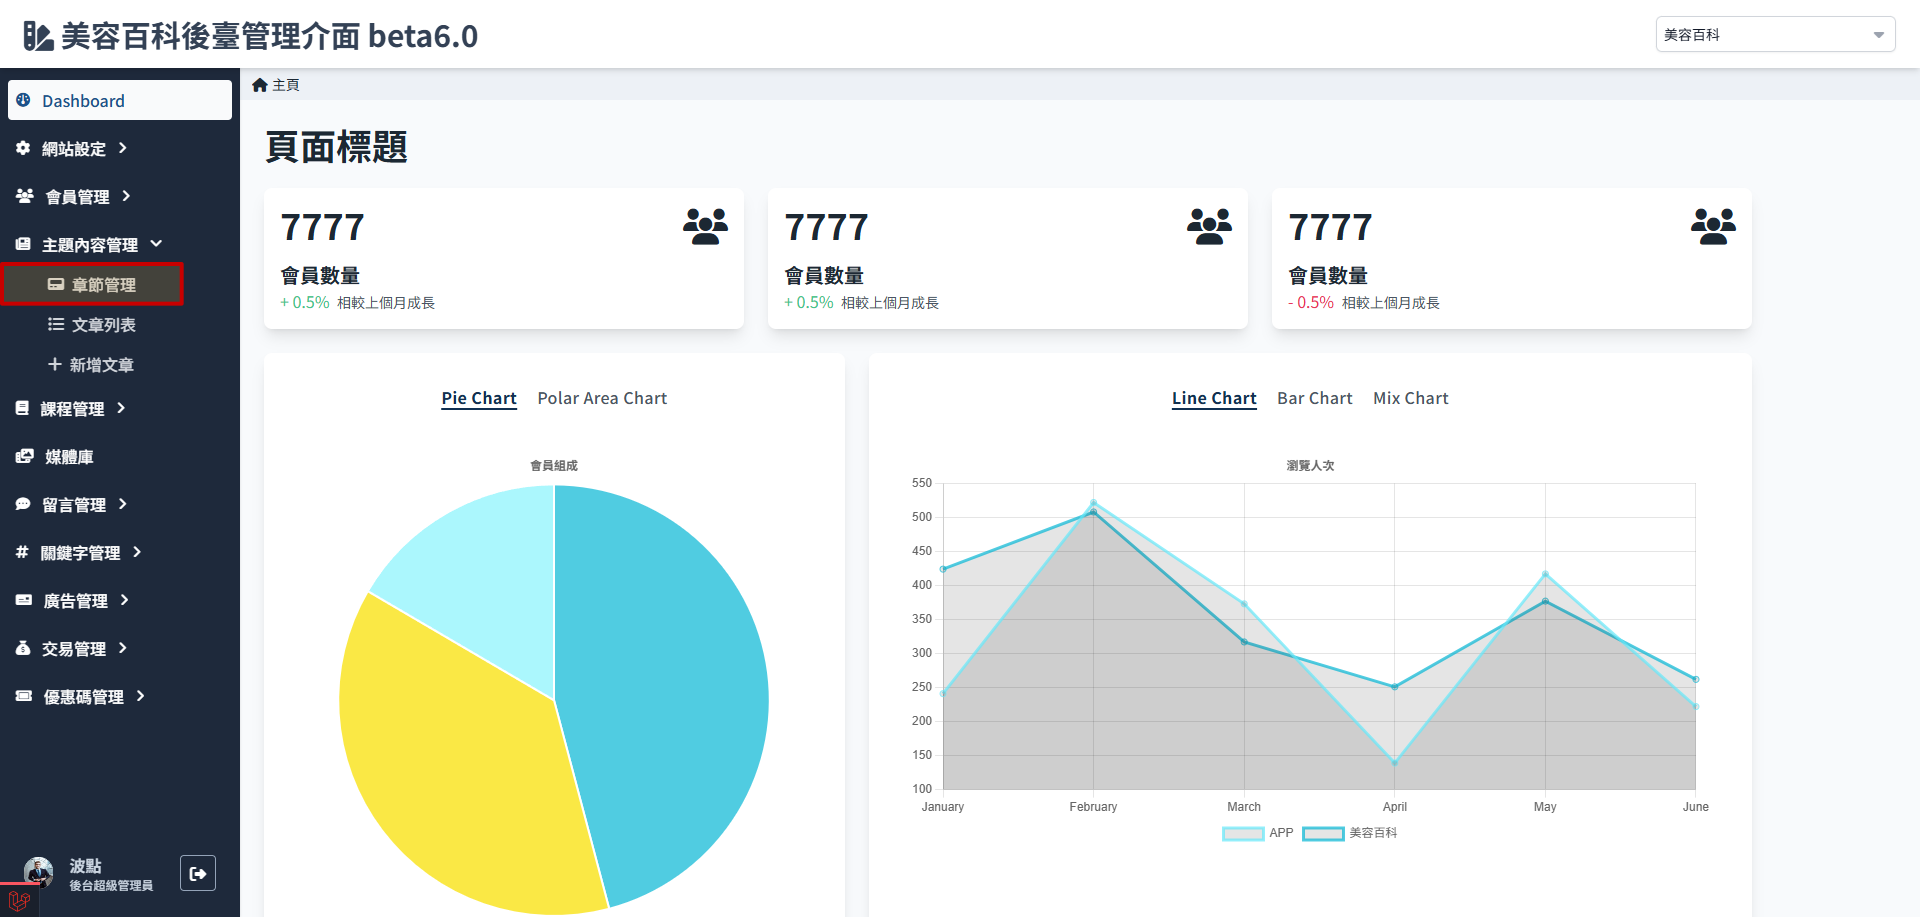 美容百科後臺管理介面 beta6.0
美容百科
Dashboard
網站設定
會員管理
主題內容管理
章節管理
文章列表
新增文章
課程管理
媒體庫
留言管理
關鍵字管理
廣告管理
交易管理
優惠碼管理
波點
後台超級管理員
主頁
頁面標題
7777
會員數量
+ 0.5% 相較上個月成長
7777
會員數量
+ 0.5% 相較上個月成長
7777
會員數量
- 0.5% 相較上個月成長
Pie Chart Polar Area Chart
會員組成
Line Chart Bar Chart Mix Chart
瀏覽人次
550
500
450
400
350
300
250
200
150
100
January February March April May June
APP 美容百科